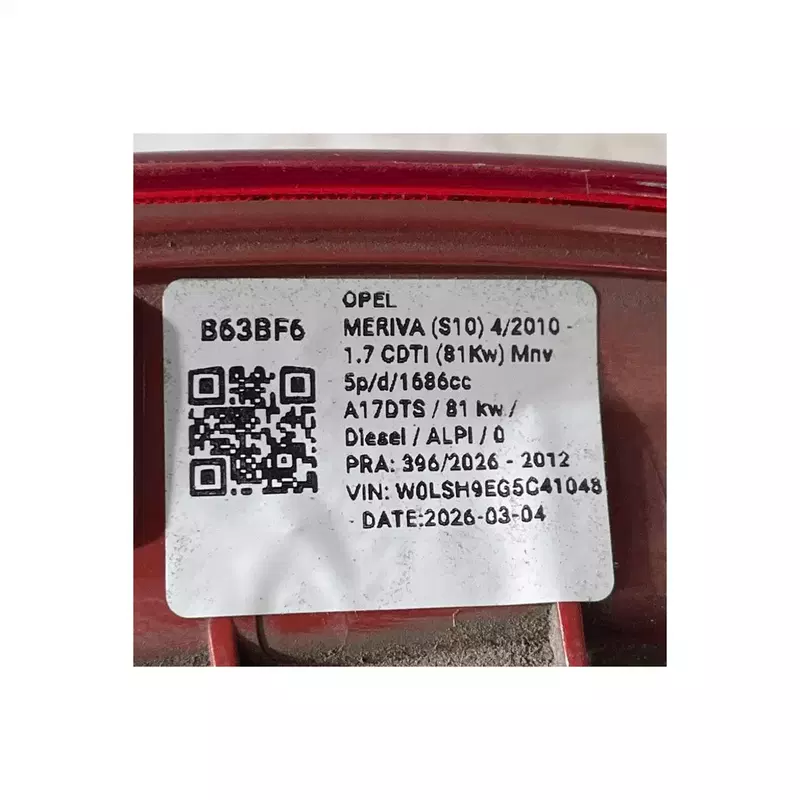 B63BF6
OPEL
MERIVA (S10) 4/2010 -
1.7 CDTI (81Kw) Mnv
5p/d/1686cc
A17DTS / 81 kw /
Diesel / ALPI / 0
PRA: 396/2026 - 2012
VIN: W0LSH9EG5C41048
- DATE:2026-03-04